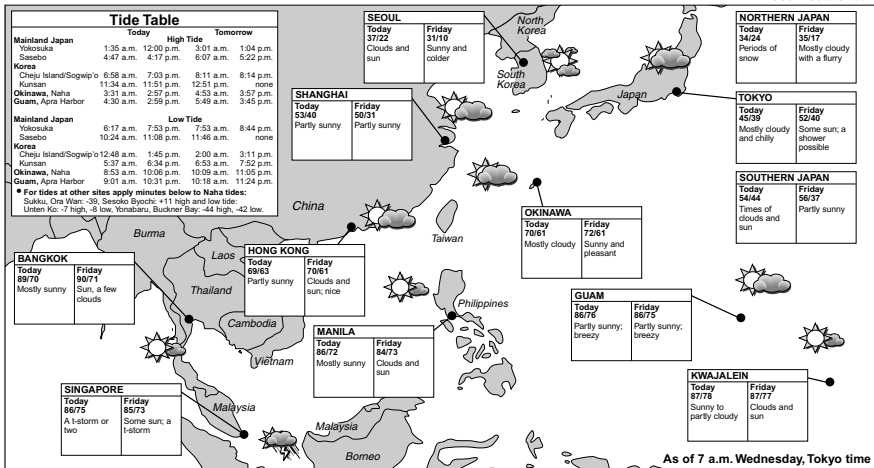 Tide Table
Today Tomorrow
Mainland Japan High Tide
Yokosuka 1:35 a.m. 12:00 p.m. 3:01 a.m. 1:04 p.m.
Sasebo 4:47 a.m. 4:17 p.m. 6:07 a.m. 5:22 p.m.
Korea
Cheju Island/Sogwip'o 6:58 a.m. 7:03 p.m. 8:11 a.m. 8:14 p.m.
Kunsan 11:34 a.m. 11:51 p.m. 12:51 p.m. none
Okinawa, Naha 3:31 a.m. 2:57 p.m. 4:53 a.m. 3:57 p.m.
Guam, Apra Harbor 4:30 a.m. 2:59 p.m. 5:49 a.m. 3:45 p.m.
Mainland Japan Low Tide
Yokosuka 6:17 a.m. 7:53 p.m. 7:53 a.m. 8:44 p.m.
Sasebo 10:24 a.m. 11:08 p.m. 11:46 a.m. none
Korea
Cheju Island/Sogwip'o 12:48 a.m. 1:45 p.m. 2:00 a.m. 3:11 p.m.
Kunsan 5:37 a.m. 6:34 p.m. 6:53 a.m. 7:52 p.m.
Okinawa, Naha 8:53 a.m. 10:06 p.m. 10:09 a.m. 11:05 p.m.
Guam, Apra Harbor 9:01 a.m. 10:31 p.m. 10:18 a.m. 11:24 p.m.
• For tides at other sites apply minutes below to Naha tides:
Sukku, Ora Wan: -39, Sesoko Byochi: +11 high and low tide:
Unten Ko: -7 high, -8 low, Yonabaru, Buckner Bay: -44 high, -42 low.
SEOUL
Today Friday
37/22 31/10
Clouds and Sunny and
sun colder
North
Korea
South
Korea
NORTHERN JAPAN
Today Friday
34/24 35/17
Periods of Mostly cloudy
snow with a flurry
Japan
SHANGHAI
Today Friday
53/40 50/31
Partly sunny Partly sunny
TOKYO
Today Friday
45/39 52/40
Mostly cloudy Some sun; a
and chilly shower
possible
SOUTHERN JAPAN
Today Friday
54/44 56/37
Times of Partly sunny
clouds and
sun
China
Taiwan
OKINAWA
Today Friday
70/61 72/61
Mostly cloudy Sunny and
pleasant
Burma
Laos
Thailand
Cambodia
Vietnam
BANGKOK
Today Friday
89/70 90/71
Mostly sunny Sun, a few
clouds
HONG KONG
Today Friday
69/63 70/61
Partly sunny Clouds and
sun; nice
Philippines
GUAM
Today Friday
86/76 86/75
Partly sunny; Partly sunny;
breezy breezy
MANILA
Today Friday
86/72 84/73
Mostly sunny Clouds and
sun
KWAJALEIN
Today Friday
87/78 87/77
Sunny to Clouds and
partly cloudy sun
SINGAPORE
Today Friday
86/75 85/73
A t-storm or Some sun; a
two t-storm
Malaysia
Malaysia
Borneo
As of 7 a.m. Wednesday, Tokyo time